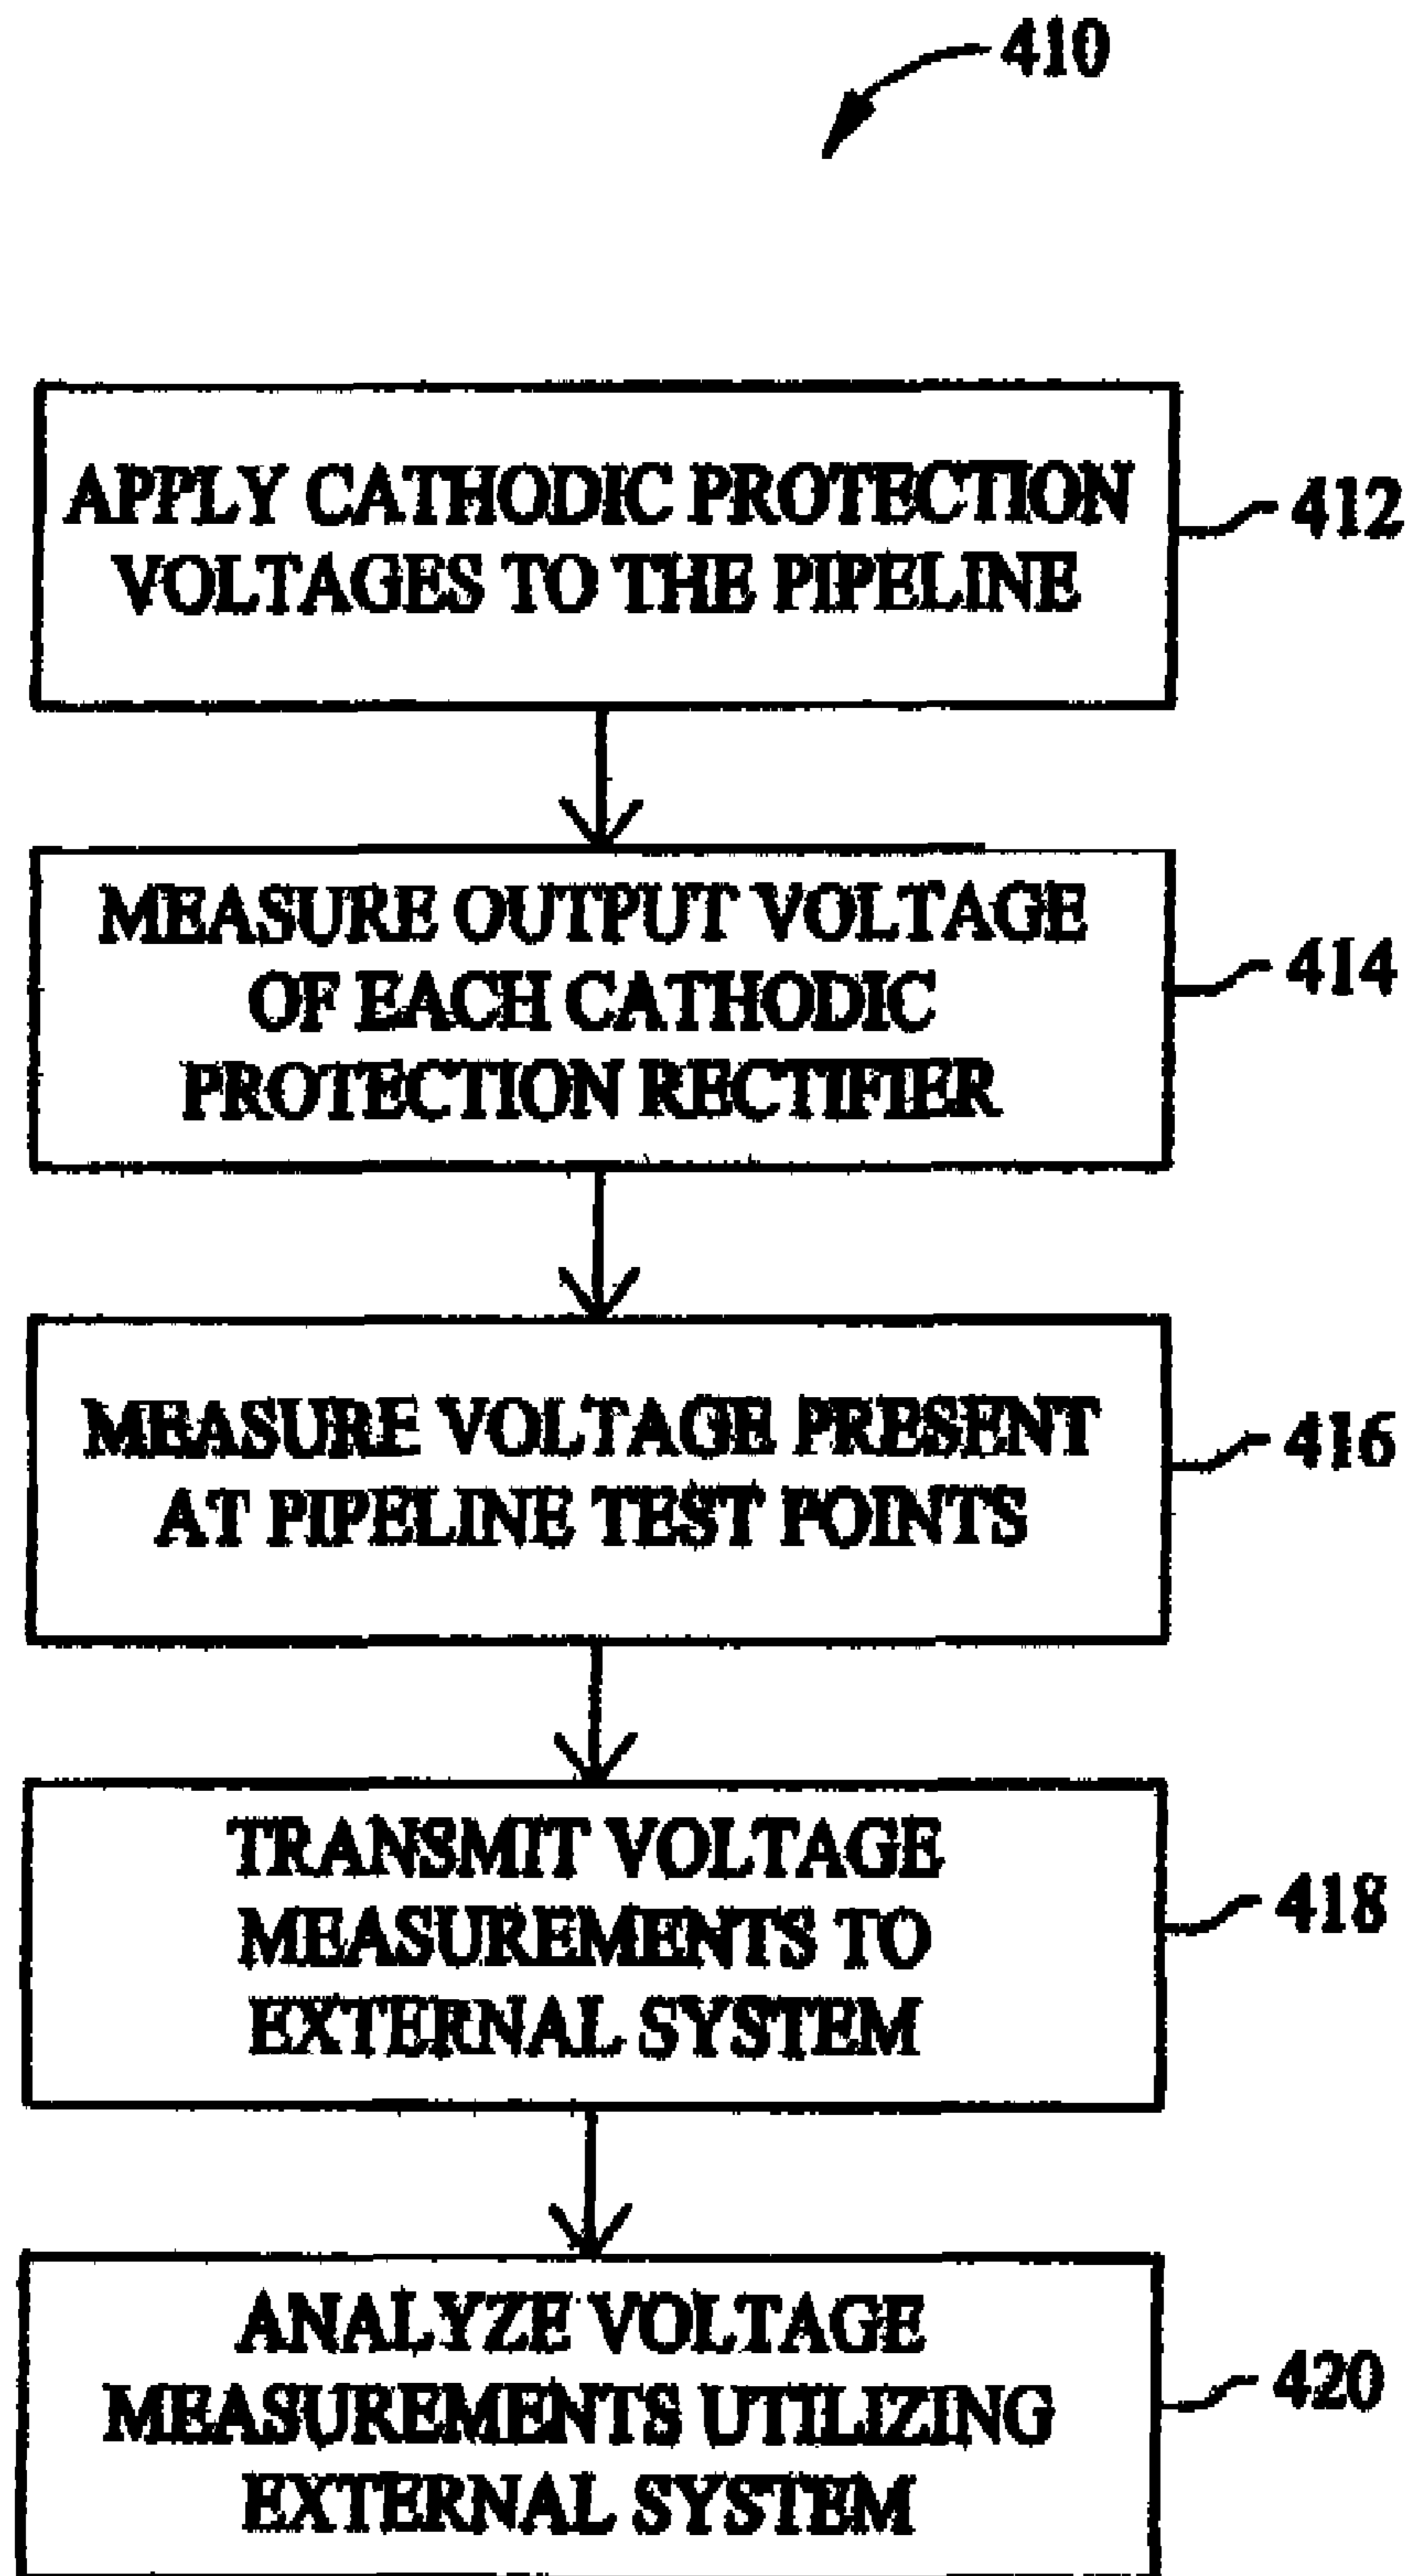 410
APPLY CATHODIC PROTECTION
VOLTAGES TO THE PIPELINE
412
MEASURE OUTPUT VOLTAGE
OF EACH CATHODIC
PROTECTION RECTIFIER
414
MEASURE VOLTAGE PRESENT
AT PIPELINE TEST POINTS
416
TRANSMIT VOLTAGE
MEASUREMENTS TO
EXTERNAL SYSTEM
418
ANALYZE VOLTAGE
MEASUREMENTS UTILIZING
EXTERNAL SYSTEM
420